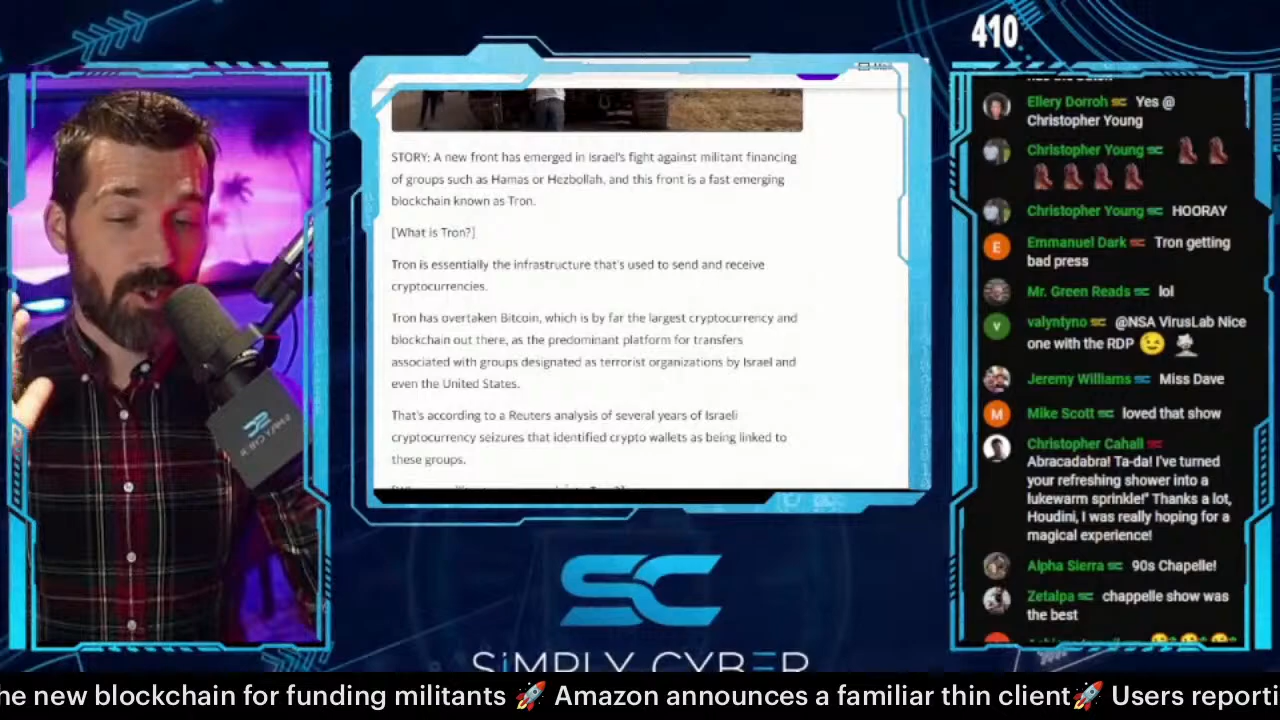 410
STORY: A new front has emerged in Israel's fight against militant financing
of groups such as Hamas or Hezbollah, and this front is a fast emerging
blockchain known as Tron.
[What is Tron?]
Tron is essentially the infrastructure that's used to send and receive
cryptocurrencies.
Tron has overtaken Bitcoin, which is by far the largest cryptocurrency and
blockchain out there, as the predominant platform for transfers
associated with groups designated as terrorist organizations by Israel and
even the United States.
That's according to a Reuters analysis of several years of Israeli
cryptocurrency seizures that identified crypto wallets as being linked to
these groups.
Ellery Dorroh Yes @
Christopher Young
Christopher Young
Christopher Young HOORAY
Emmanuel Dark Tron getting
bad press
Mr. Green Reads lol
valyntyno @NSA VirusLab Nice
one with the RDP
Jeremy Williams Miss Dave
Mike Scott loved that show
Christopher Cahall
Abracadabra! Ta-da! I've turned
your refreshing shower into a
lukewarm sprinkle!" Thanks a lot,
Houdini, I was really hoping for a
magical experience!
Alpha Sierra 90s Chapelle!
Zetalpa chappelle show was
the best
SC
SIMPLY CYBER
he new blockchain for funding militants 🚀 Amazon announces a familiar thin client🚀 Users reporti